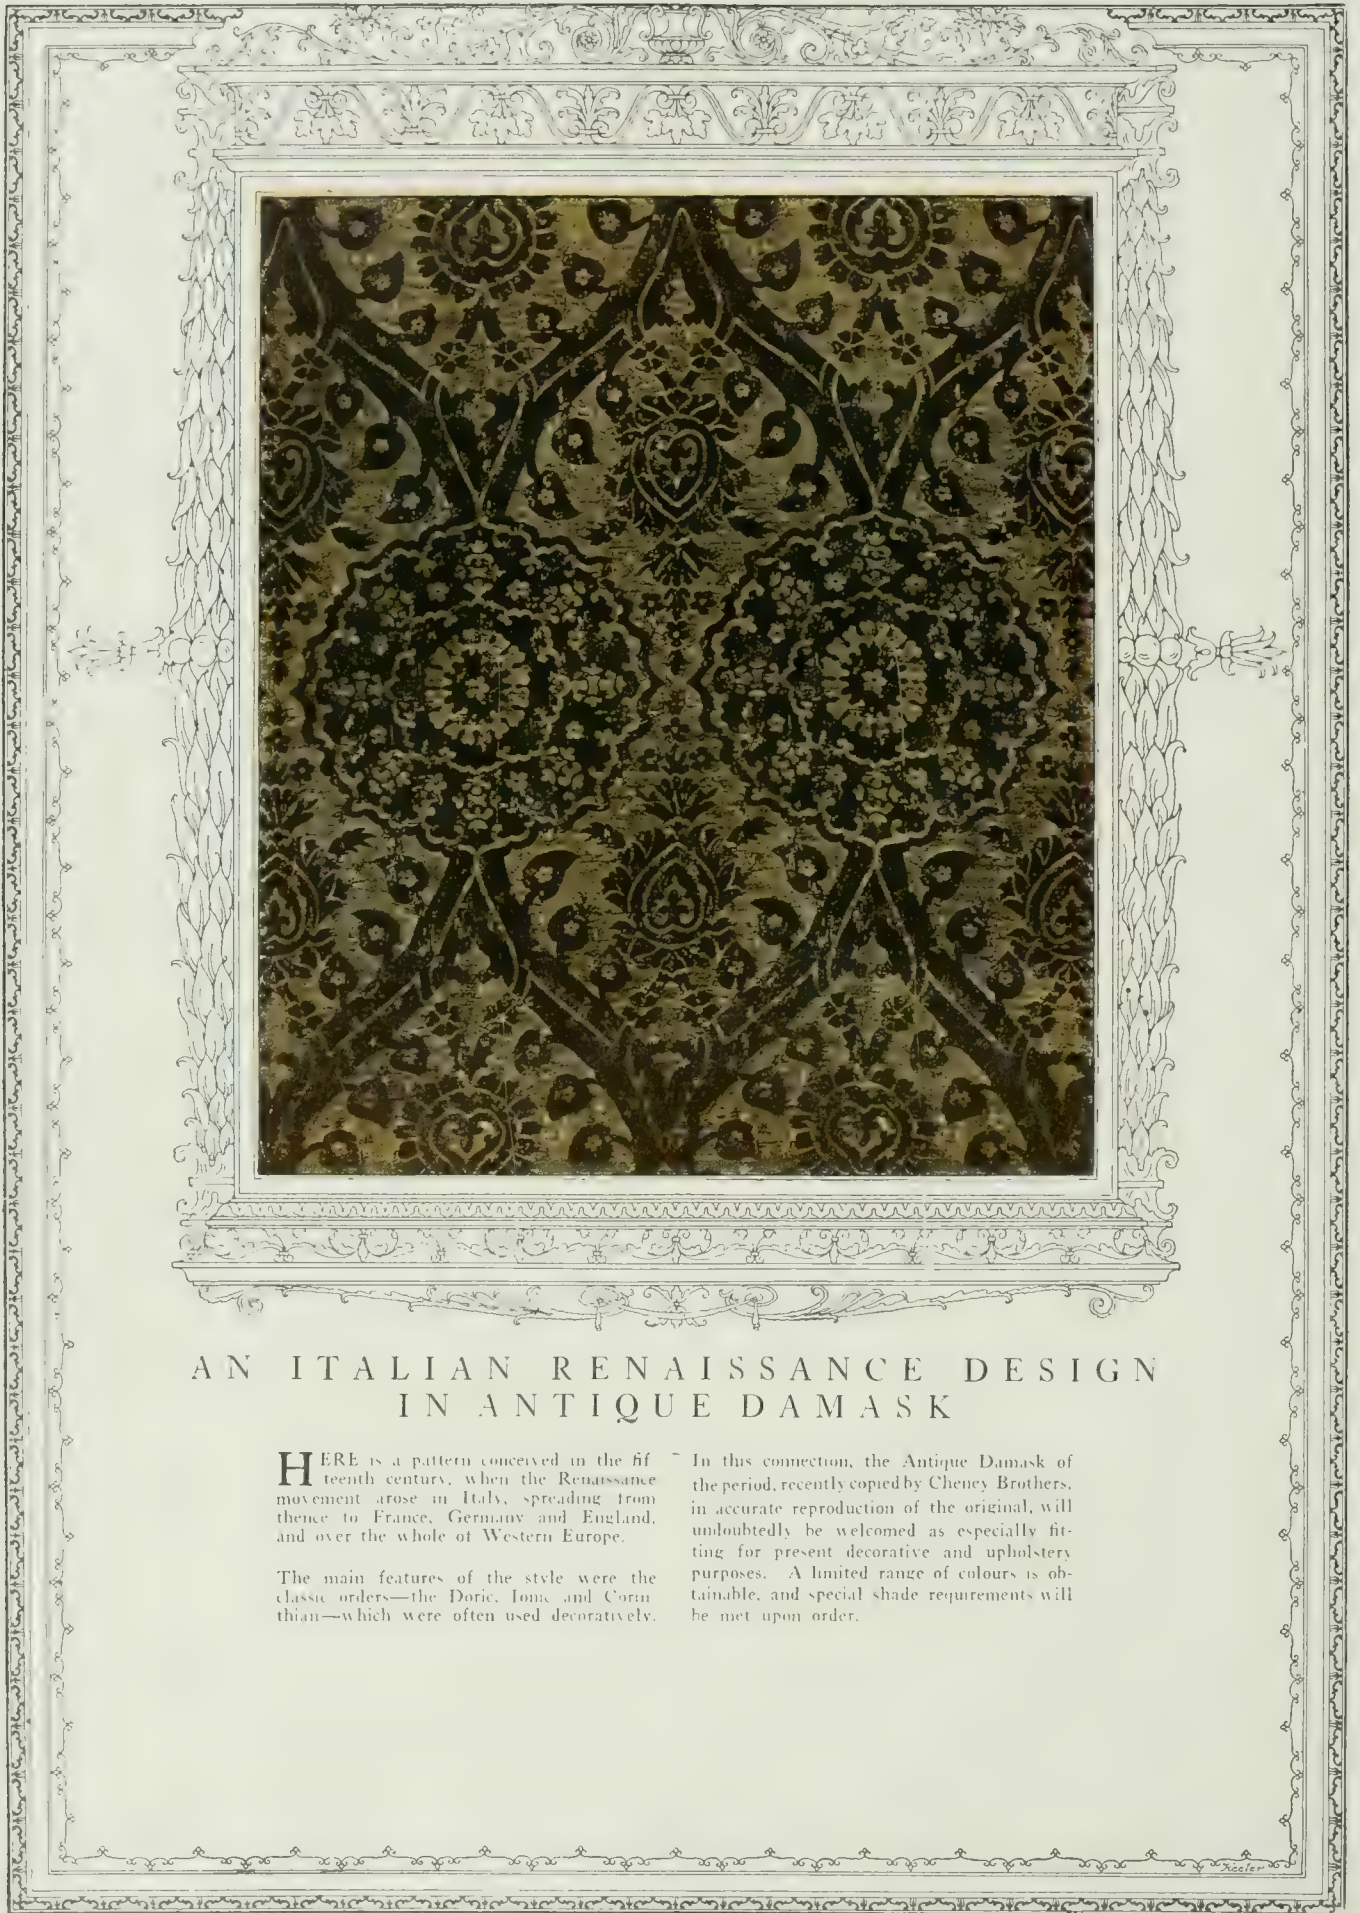 AN ITALIAN RENAISSANCE DESIGN
IN ANTIQUE DAMASK
HERE is a pattern conceived in the fif
teenth century, when the Renaissance
movement arose in Italy, spreading from
thence to France, Germany and England,
and over the whole of Western Europe.
The main features of the style were the
classic orders—the Doric, Ionic and Corin
thian—which were often used decoratively.
In this connection, the Antique Damask of
the period, recently copied by Cheney Brothers,
in accurate reproduction of the original, will
undoubtedly be welcomed as especially fit-
ting for present decorative and upholstery
purposes. A limited range of colours is ob-
tainable, and special shade requirements will
be met upon order.
Keeler